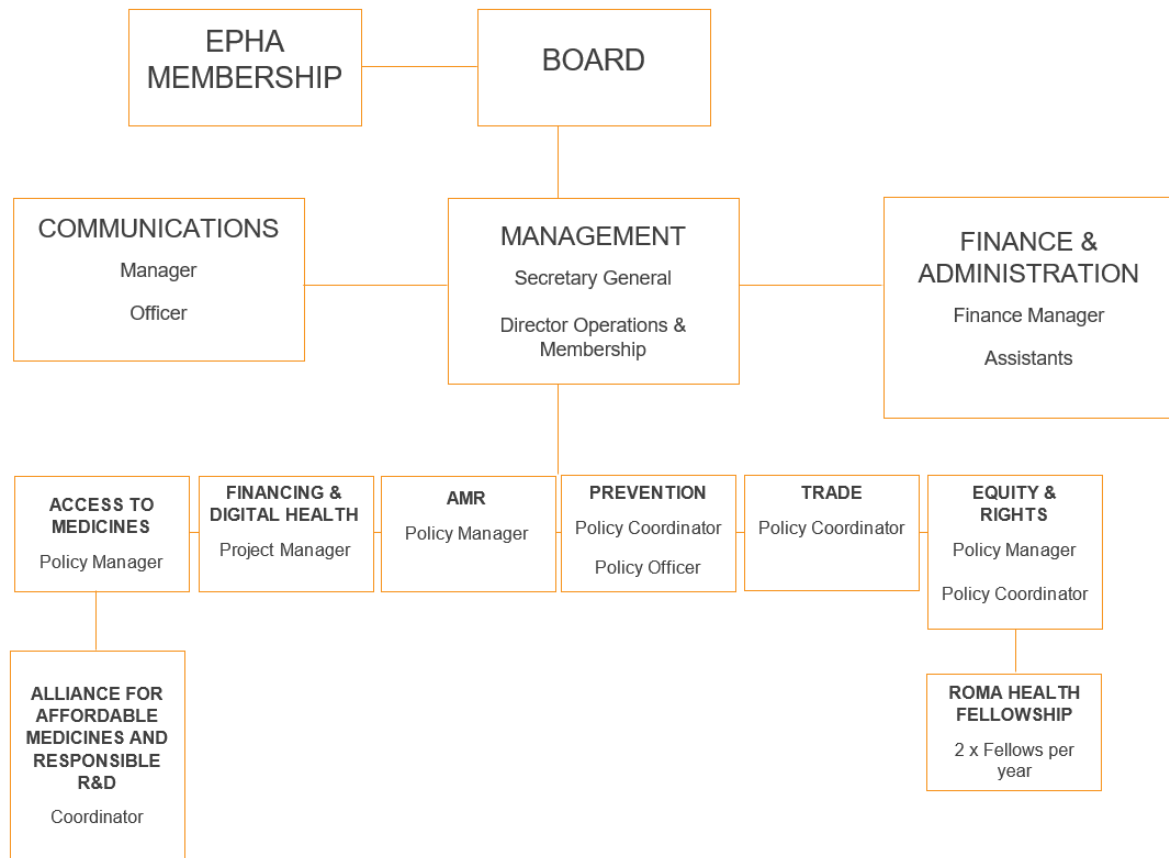 EPHA
MEMBERSHIP
BOARD
COMMUNICATIONS
Manager
Officer
MANAGEMENT
Secretary General
Director Operations &
Membership
FINANCE &
ADMINISTRATION
Finance Manager
Assistants
ACCESS TO
MEDICINES
Policy Manager
FINANCING &
DIGITAL HEALTH
Project Manager
AMR
Policy Manager
PREVENTION
Policy Coordinator
Policy Officer
TRADE
Policy Coordinator
EQUITY &
RIGHTS
Policy Manager
Policy Coordinator
ALLIANCE FOR
AFFORDABLE
MEDICINES AND
RESPONSIBLE
R&D
Coordinator
ROMA HEALTH
FELLOWSHIP
2 x Fellows per
year